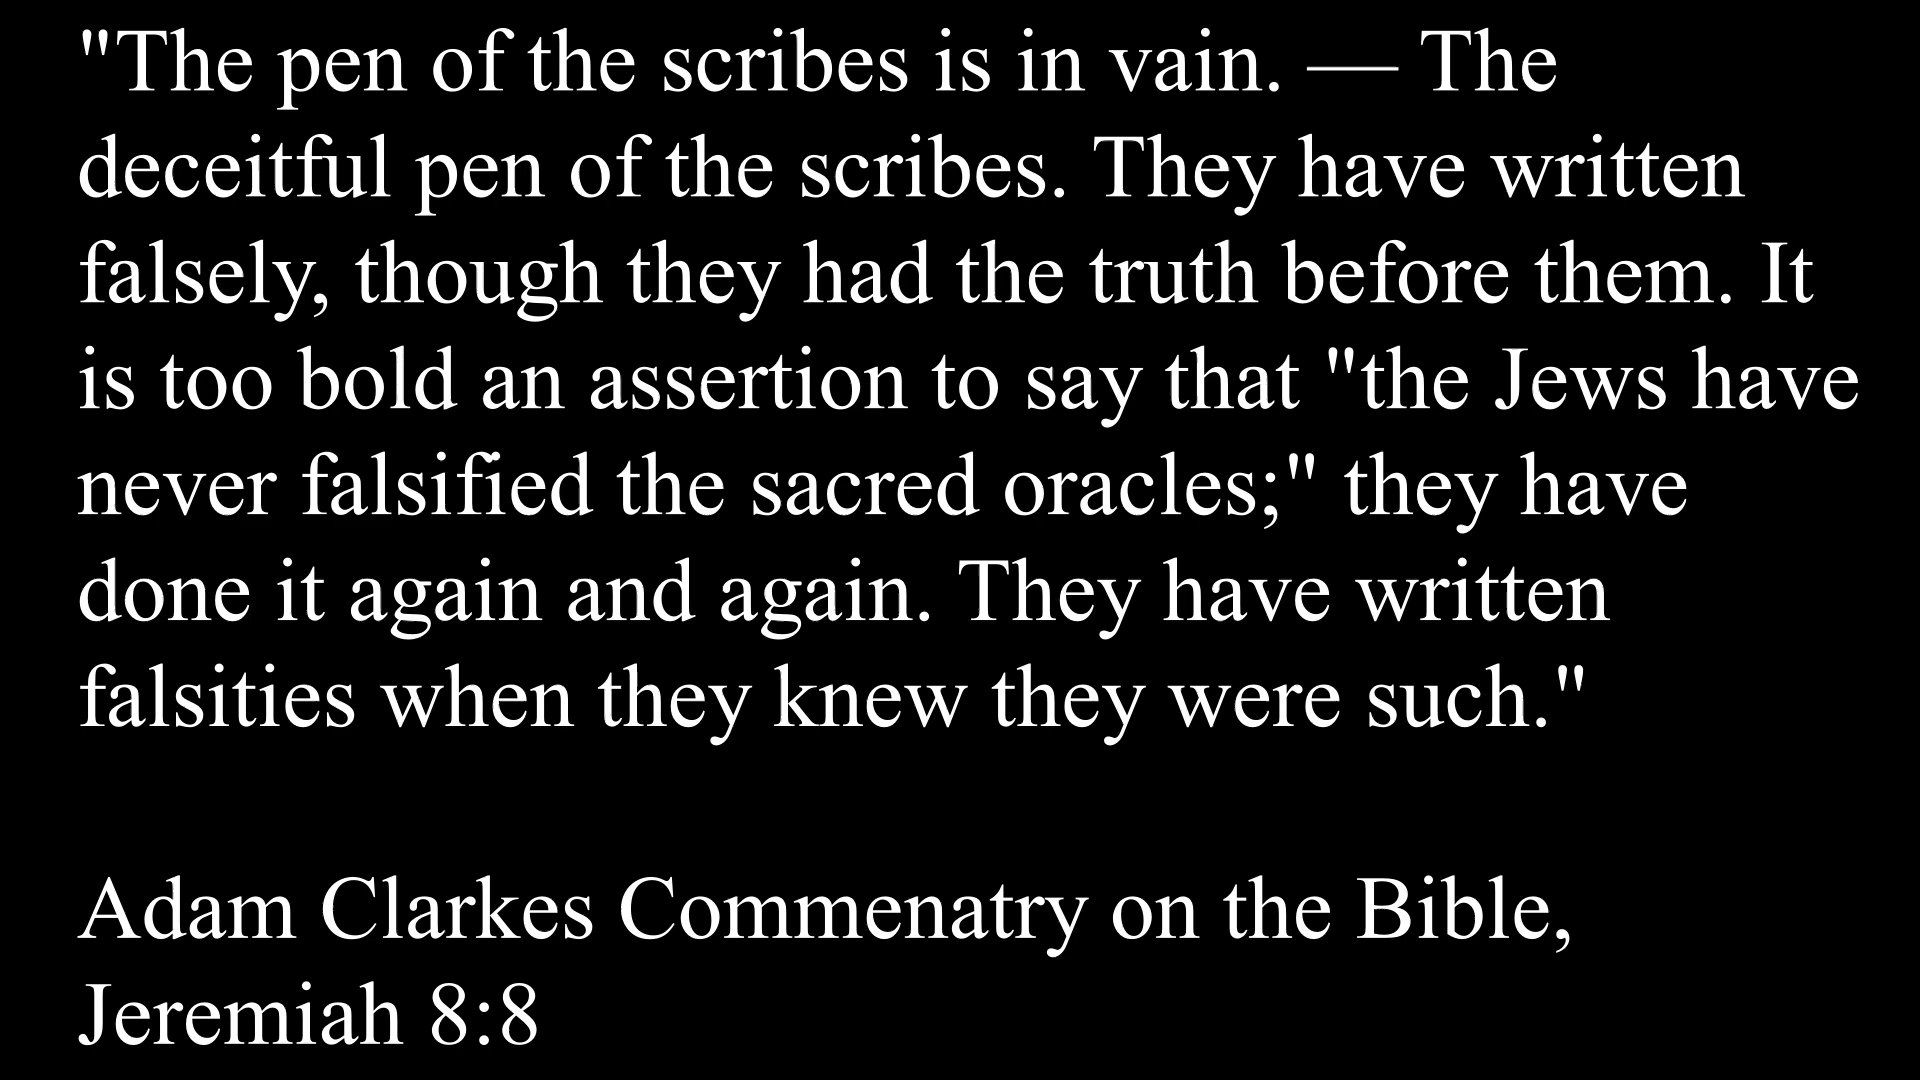 "The pen of the scribes is in vain. — The
deceitful pen of the scribes. They have written
falsely, though they had the truth before them. It
is too bold an assertion to say that "the Jews have
never falsified the sacred oracles;" they have
done it again and again. They have written
falsities when they knew they were such."
Adam Clarkes Commenatry on the Bible,
Jeremiah 8:8